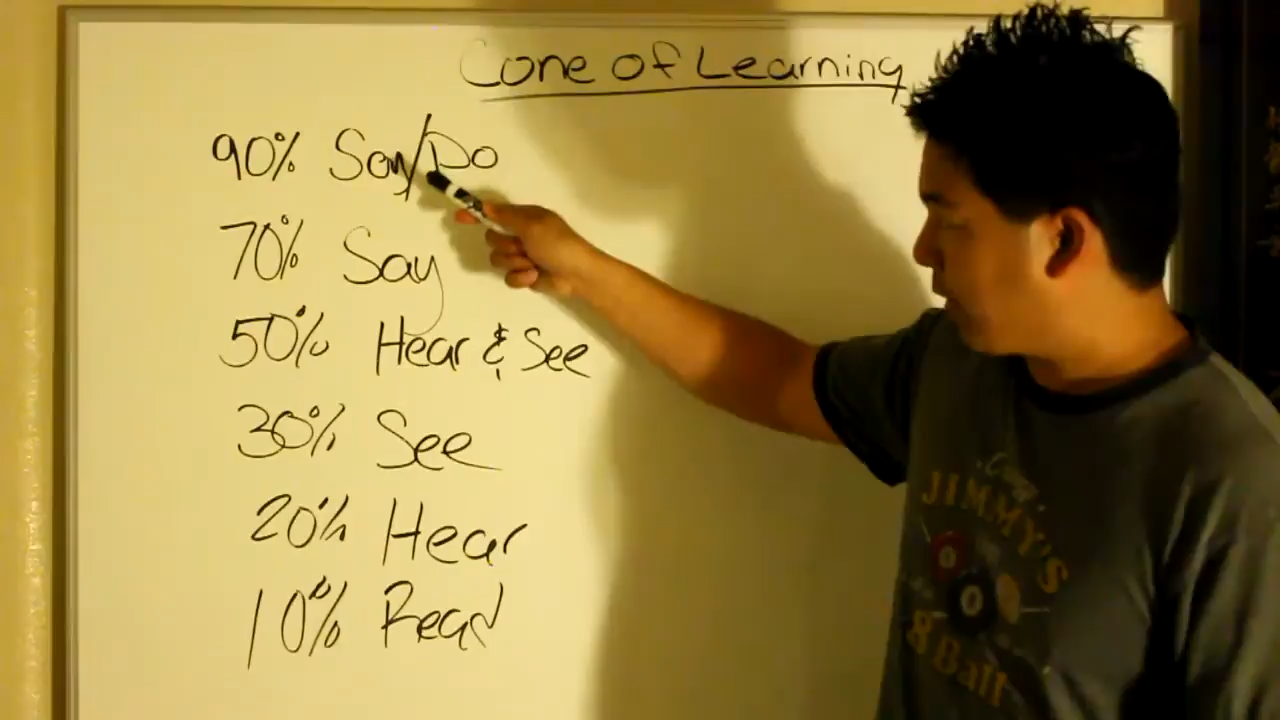 Cone of Learning
90% Say/Do
70% Say
50% Hear & See
30% See
20% Hear
10% Read
JIMMY'S
8 Ball